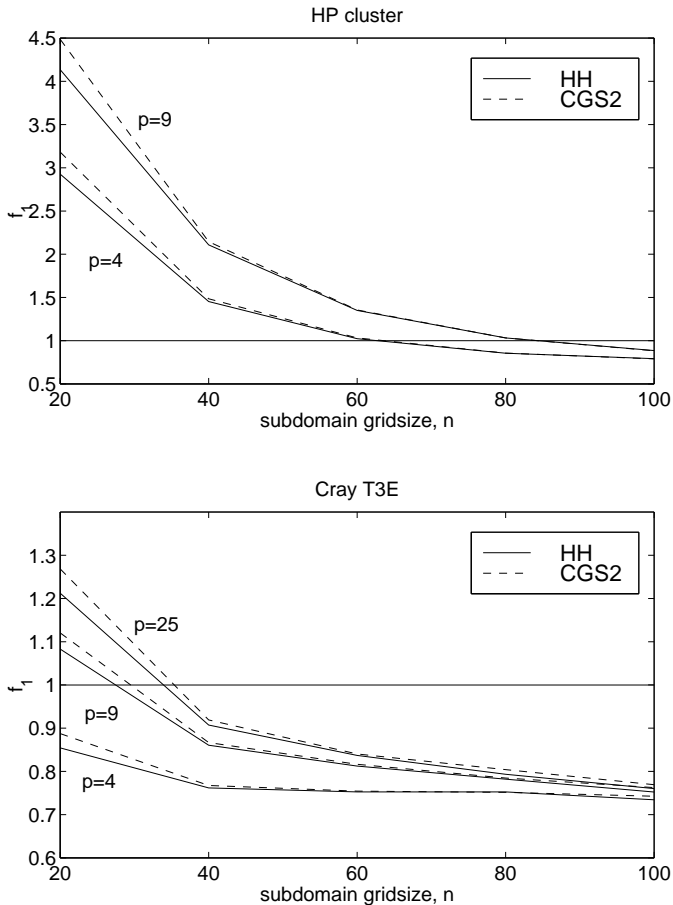 HP cluster
4.5
4
3.5
3
2.5
2
1.5
1
0.5
f1
HH
CGS2
p=9
p=4
20 40 60 80 100
subdomain gridsize, n
Cray T3E
1.3
1.2
1.1
1
0.9
0.8
0.7
0.6
f1
HH
CGS2
p=25
p=9
p=4
20 40 60 80 100
subdomain gridsize, n